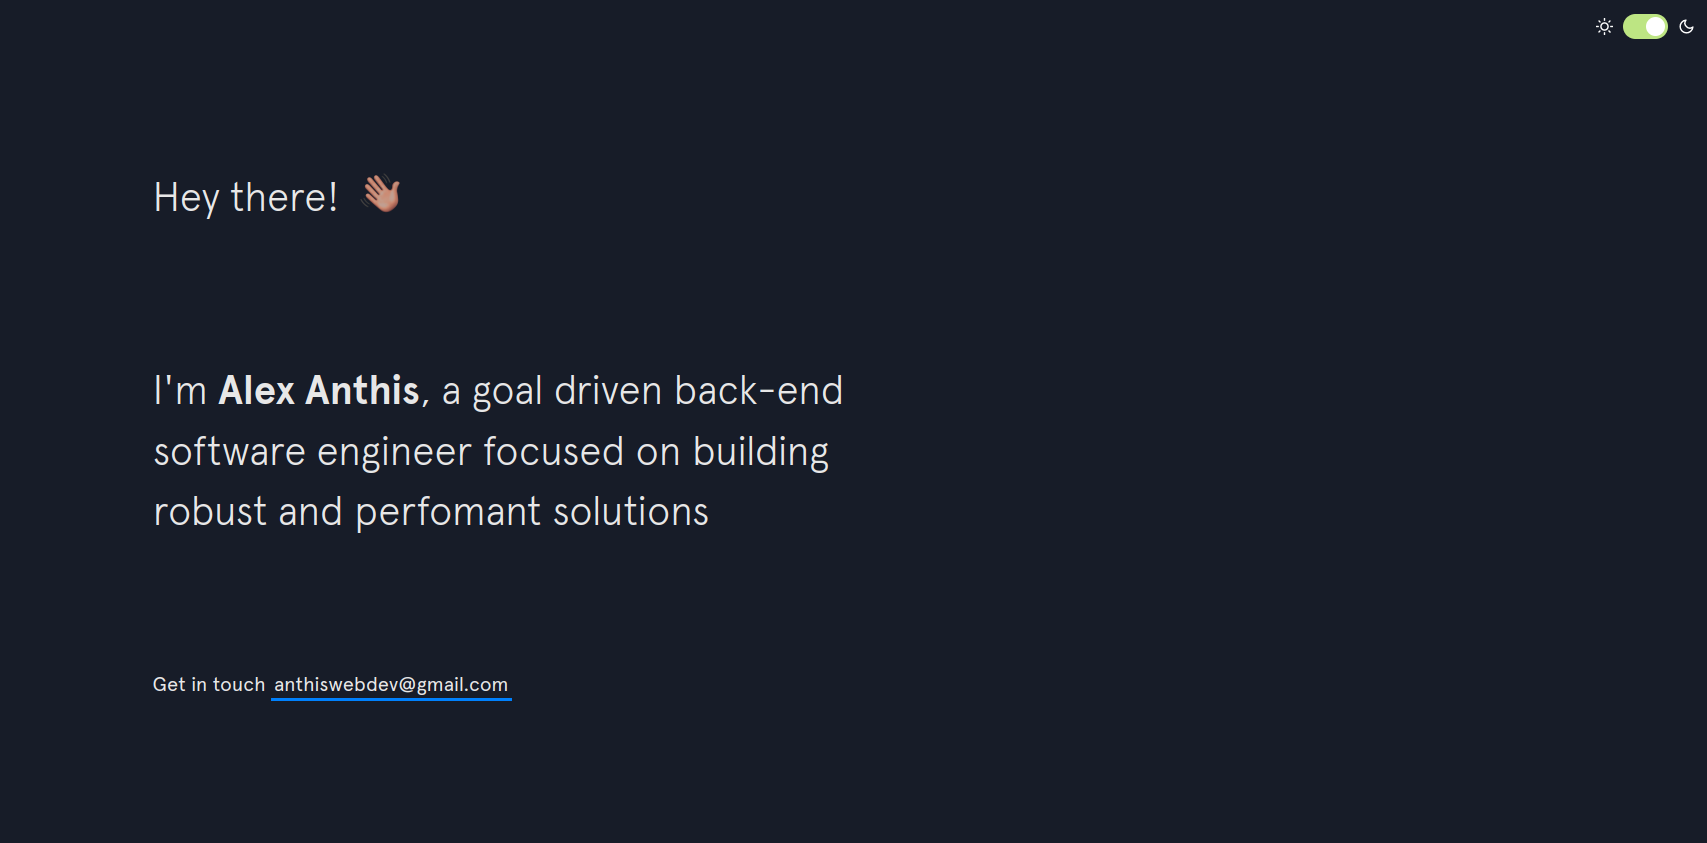 Hey there! 👋🏽
I'm Alex Anthis, a goal driven back-end
software engineer focused on building
robust and perfomant solutions
Get in touch anthiswebdev@gmail.com